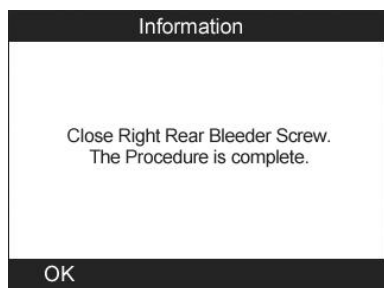 Information
Close Right Rear Bleeder Screw.
The Procedure is complete.
OK